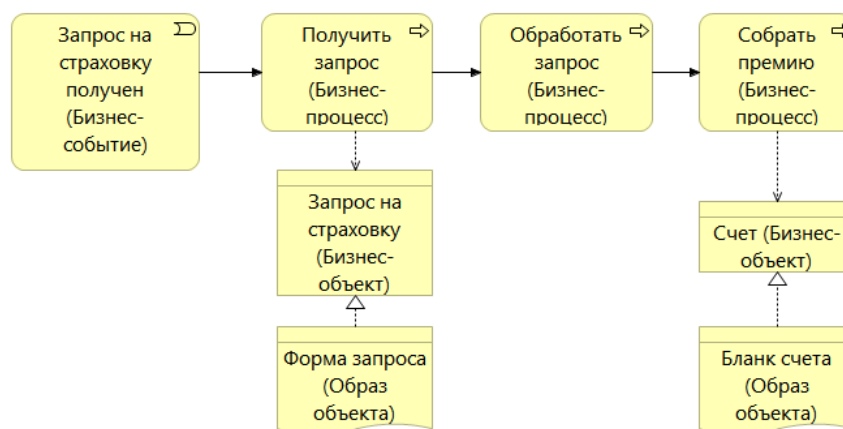 Запрос на
страховку
получен
(Бизнес-
событие)
Получить
запрос
(Бизнес-
процесс)
Обработать
запрос
(Бизнес-
процесс)
Собрать
премию
(Бизнес-
процесс)
Запрос на
страховку
(Бизнес-
объект)
Счет (Бизнес-
объект)
Форма запроса
(Образ
объекта)
Бланк счета
(Образ
объекта)